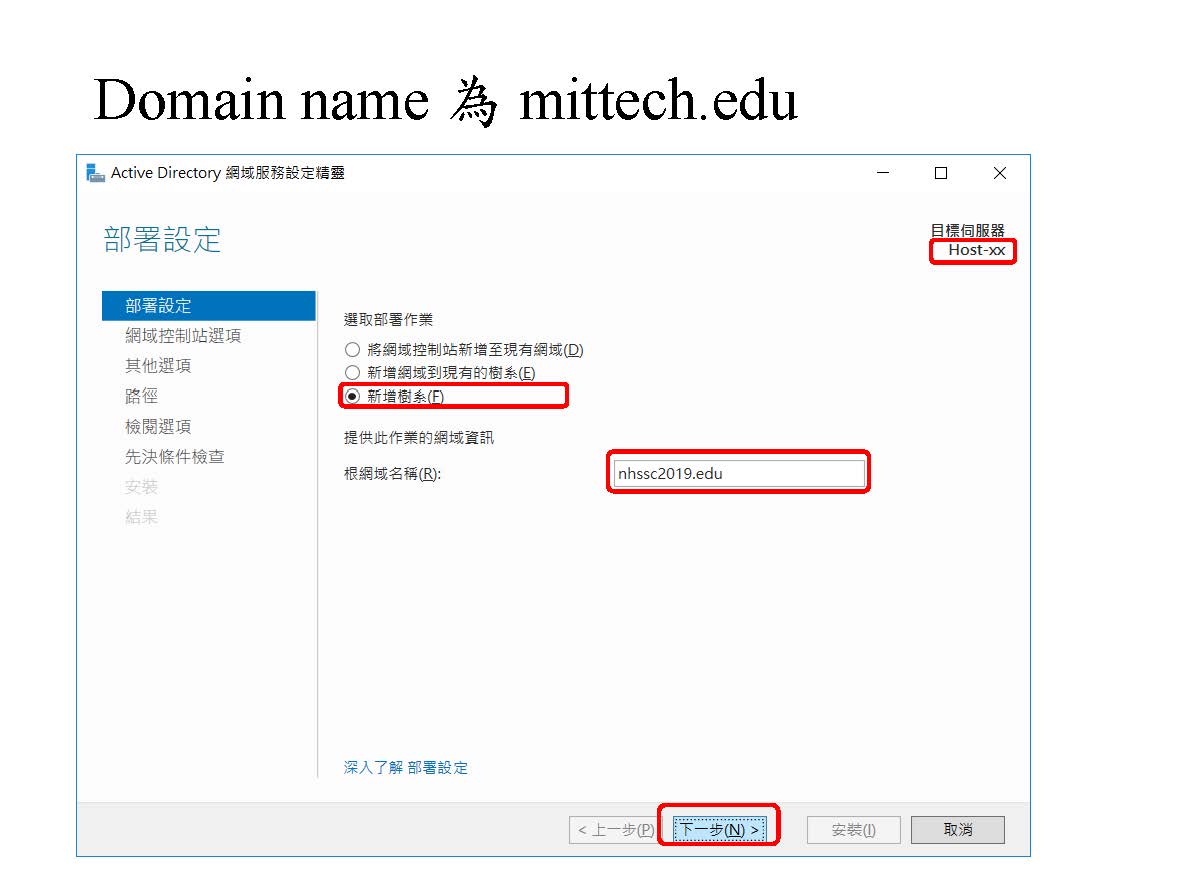 Domain name 為 mittech.edu
Active Directory 網域服務設定精靈
部署設定
目標伺服器
Host-xx
部署設定
網域控制站選項
其他選項
路徑
檢閱選項
先決條件檢查
安裝
結果
選取部署作業
將網域控制站新增至現有網域(D)
新增網域到現有的樹系(E)
新增樹系(F)
提供此作業的網域資訊
根網域名稱(R):
nhssc2019.edu
深入了解 部署設定
< 上一步(P)
下一步(N) >
安裝(I)
取消